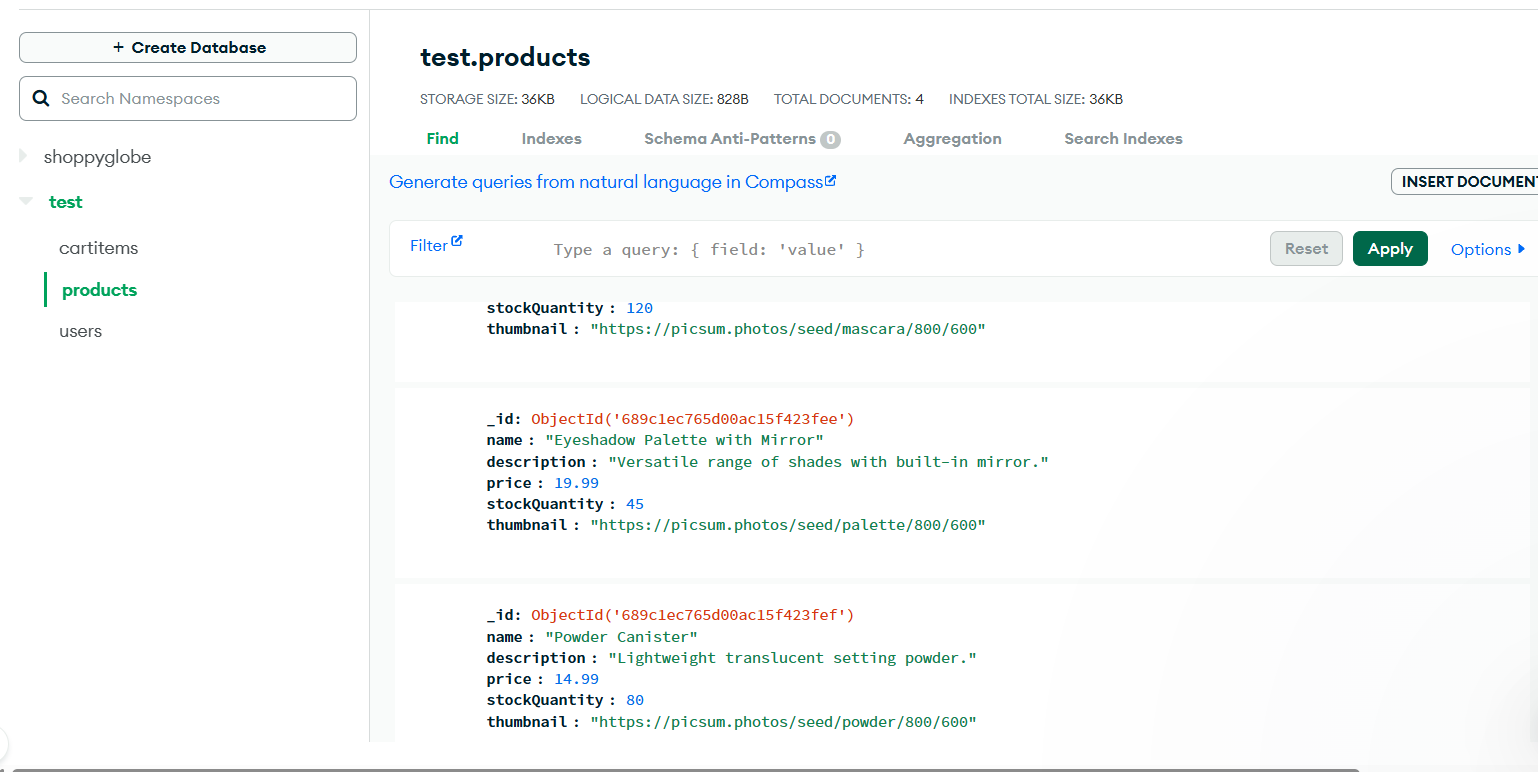 + Create Database
Search Namespaces
shoppyglobe
test
cartitems
products
users
test.products
STORAGE SIZE: 36KB LOGICAL DATA SIZE: 828B TOTAL DOCUMENTS: 4 INDEXES TOTAL SIZE: 36KB
Find Indexes Schema Anti-Patterns 0 Aggregation Search Indexes
Generate queries from natural language in Compass
INSERT DOCUMENT
Filter Type a query: { field: 'value' } Reset Apply Options
stockQuantity : 120
thumbnail : "https://picsum.photos/seed/mascara/800/600"
_id: ObjectId('689c1ec765d00ac15f423fee')
name : "Eyeshadow Palette with Mirror"
description : "Versatile range of shades with built-in mirror."
price : 19.99
stockQuantity : 45
thumbnail : "https://picsum.photos/seed/palette/800/600"
_id: ObjectId('689c1ec765d00ac15f423fef')
name : "Powder Canister"
description : "Lightweight translucent setting powder."
price : 14.99
stockQuantity : 80
thumbnail : "https://picsum.photos/seed/powder/800/600"